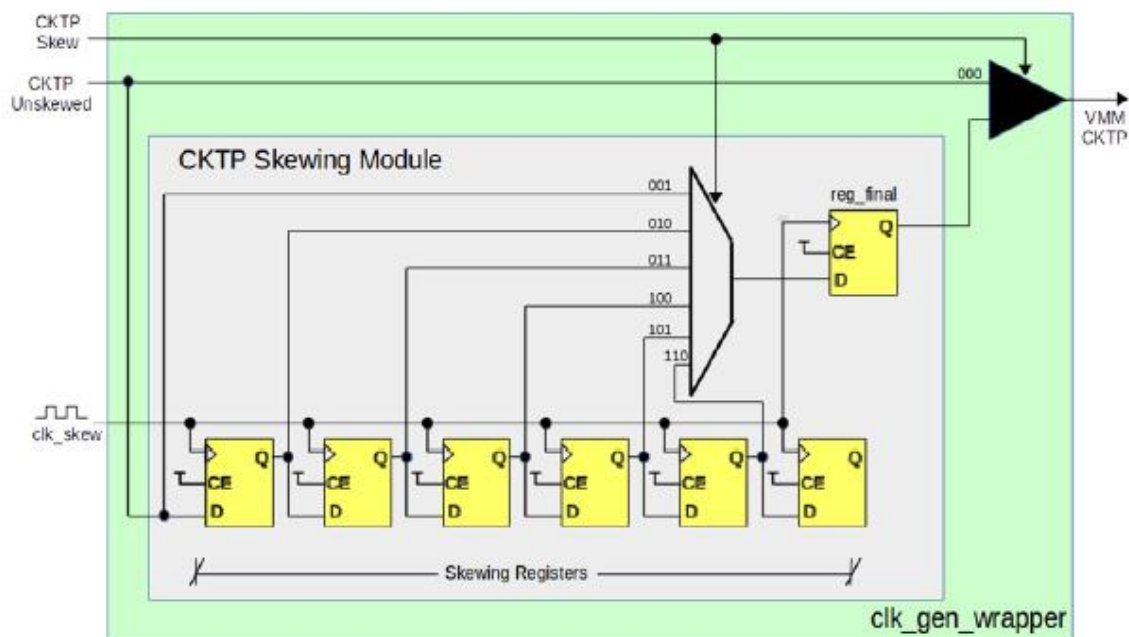 CKTP
Skew
CKTP
Unskewed
000
VMM
CKTP
CKTP Skewing Module
001
reg_final
010
Q
CE
D
011
100
101
110
clk_skew
Q
CE
D
Q
CE
D
Q
CE
D
Q
CE
D
Q
CE
D
Q
CE
D
Skewing Registers
clk_gen_wrapper